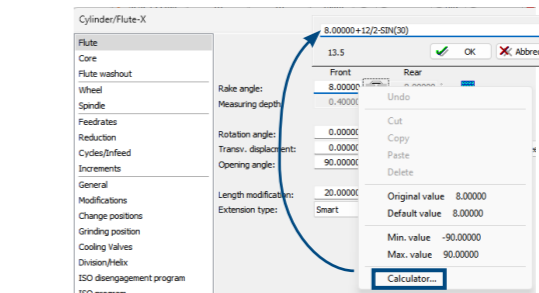 Cylinder/Flute-X
8.00000+12/2-SIN(30)
13.5
OK
Flute
Core
Flute washout
Wheel
Spindle
Feedrates
Reduction
Cycles/Infeed
Increments
General
Modifications
Change positions
Grinding position
Cooling Valves
Division/Helix
ISO disengagement program
Front Rear
Rake angle: 8.00000
Measuring depth 0.4000
Rotation angle: 0.00000
Transv. displacment: 0.00000
Opening angle: 90.00000
Length modification: 20.00000
Extension type: Smart
Undo
Cut
Copy
Paste
Delete
Original value 8.00000
Default value 8.00000
Min. value -90.00000
Max. value 90.00000
Calculator...